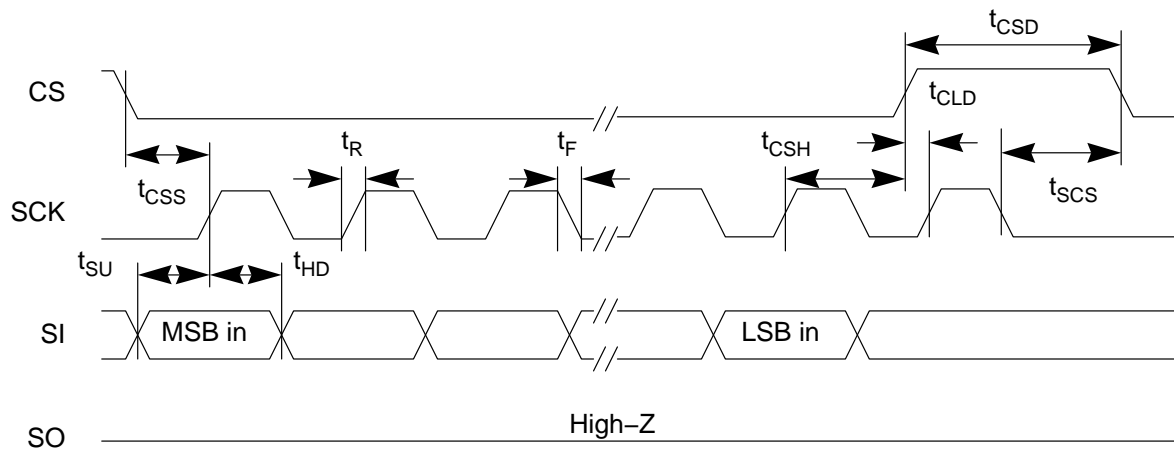 tCSD
CS
tCLD
tR
tF
tCSH
tCSS
tSCS
SCK
tSU
tHD
SI
MSB in
LSB in
High−Z
SO